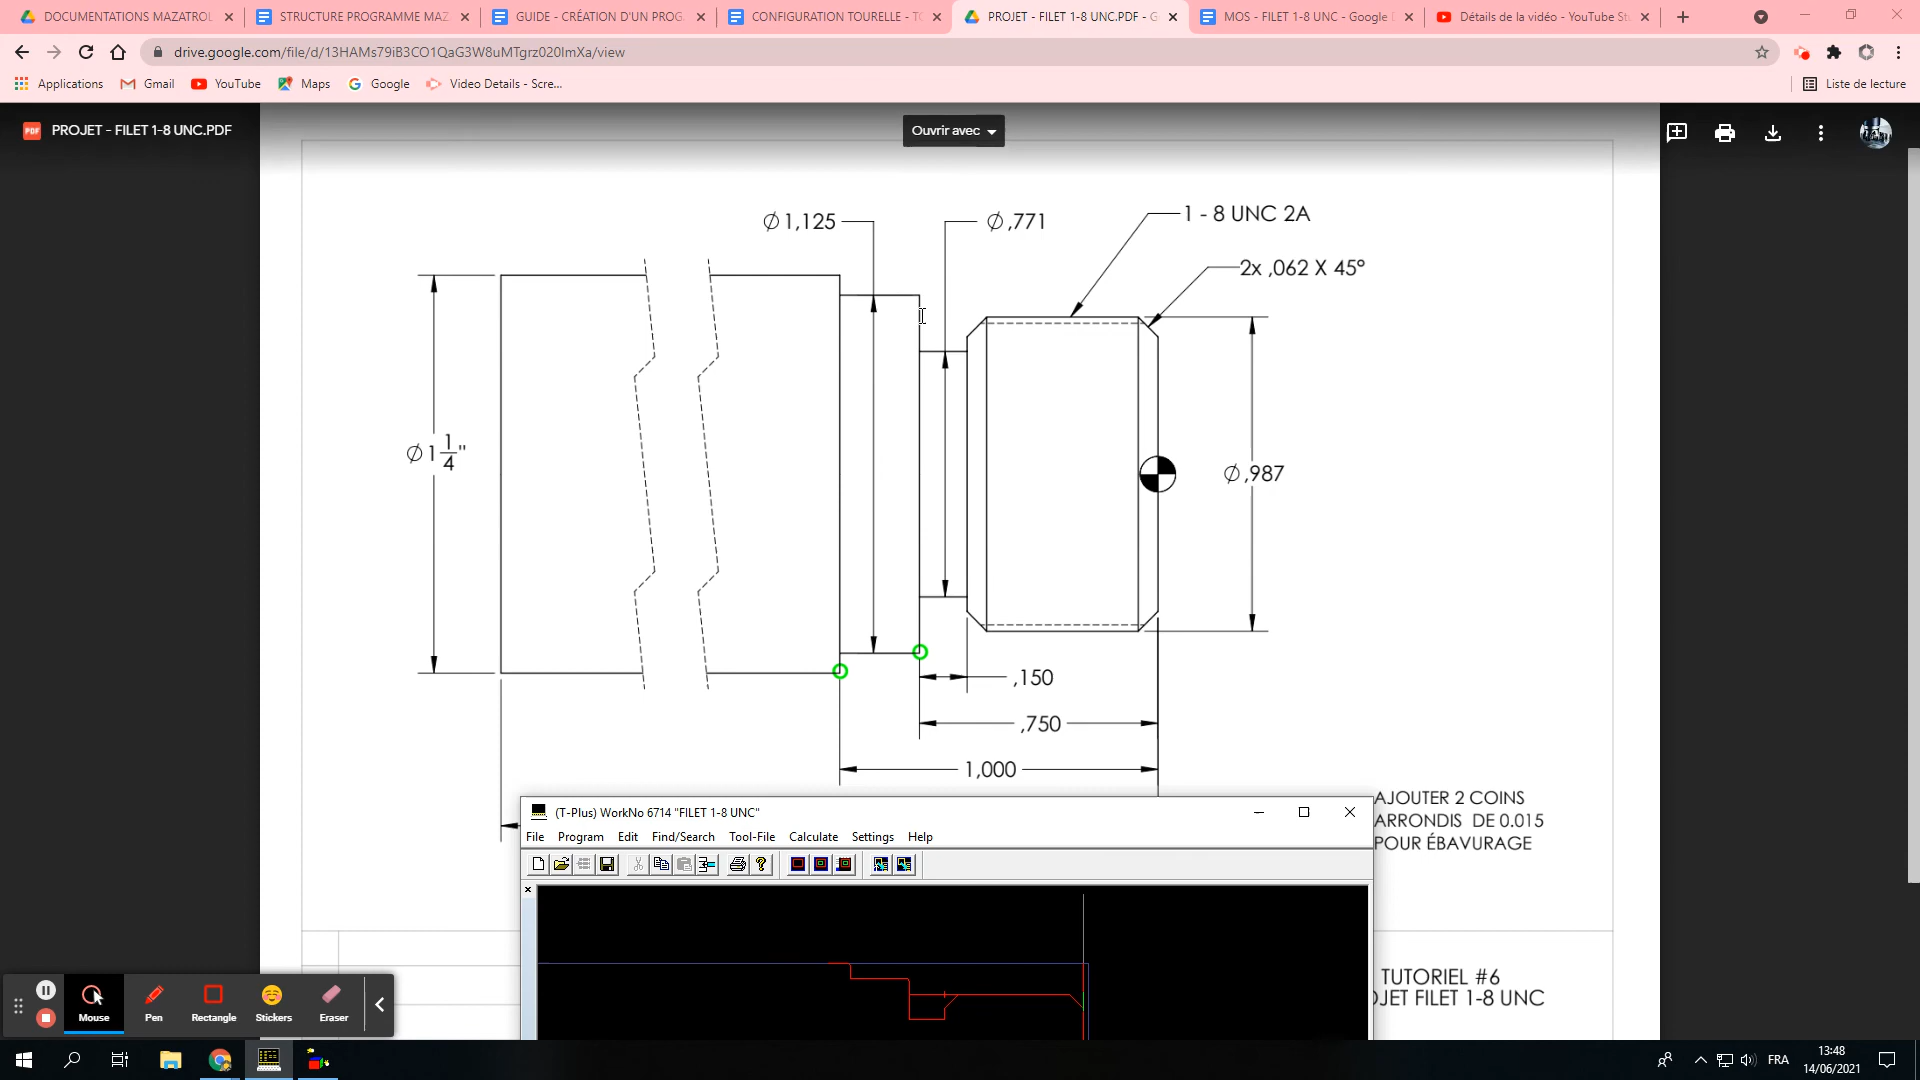 DOCUMENTATIONS MAZATROL
STRUCTURE PROGRAMME MAZ
GUIDE - CRÉATION D'UN PROG.
CONFIGURATION TOURELLE - TO
PROJET - FILET 1-8 UNC.PDF - G
MOS - FILET 1-8 UNC - Google D
Détails de la vidéo - YouTube St
drive.google.com/file/d/13HAMs79iB3CO1QaG3W8uMTgrz020lmXa/view
Applications
Gmail
YouTube
Maps
Google
Video Details - Scre...
Liste de lecture
PDF
PROJET - FILET 1-8 UNC.PDF
Ouvrir avec
Ø 1,125
Ø ,771
1 - 8 UNC 2A
2x ,062 X 45°
Ø 1 1/4"
Ø ,987
,150
,750
1,000
AJOUTER 2 COINS
ARRONDIS DE 0.015
POUR ÉBAVURAGE
(T-Plus) WorkNo 6714 "FILET 1-8 UNC"
File Program Edit Find/Search Tool-File Calculate Settings Help
TUTORIEL #6
OJET FILET 1-8 UNC
Mouse
Pen
Rectangle
Stickers
Eraser
FRA
13:48
14/06/2021